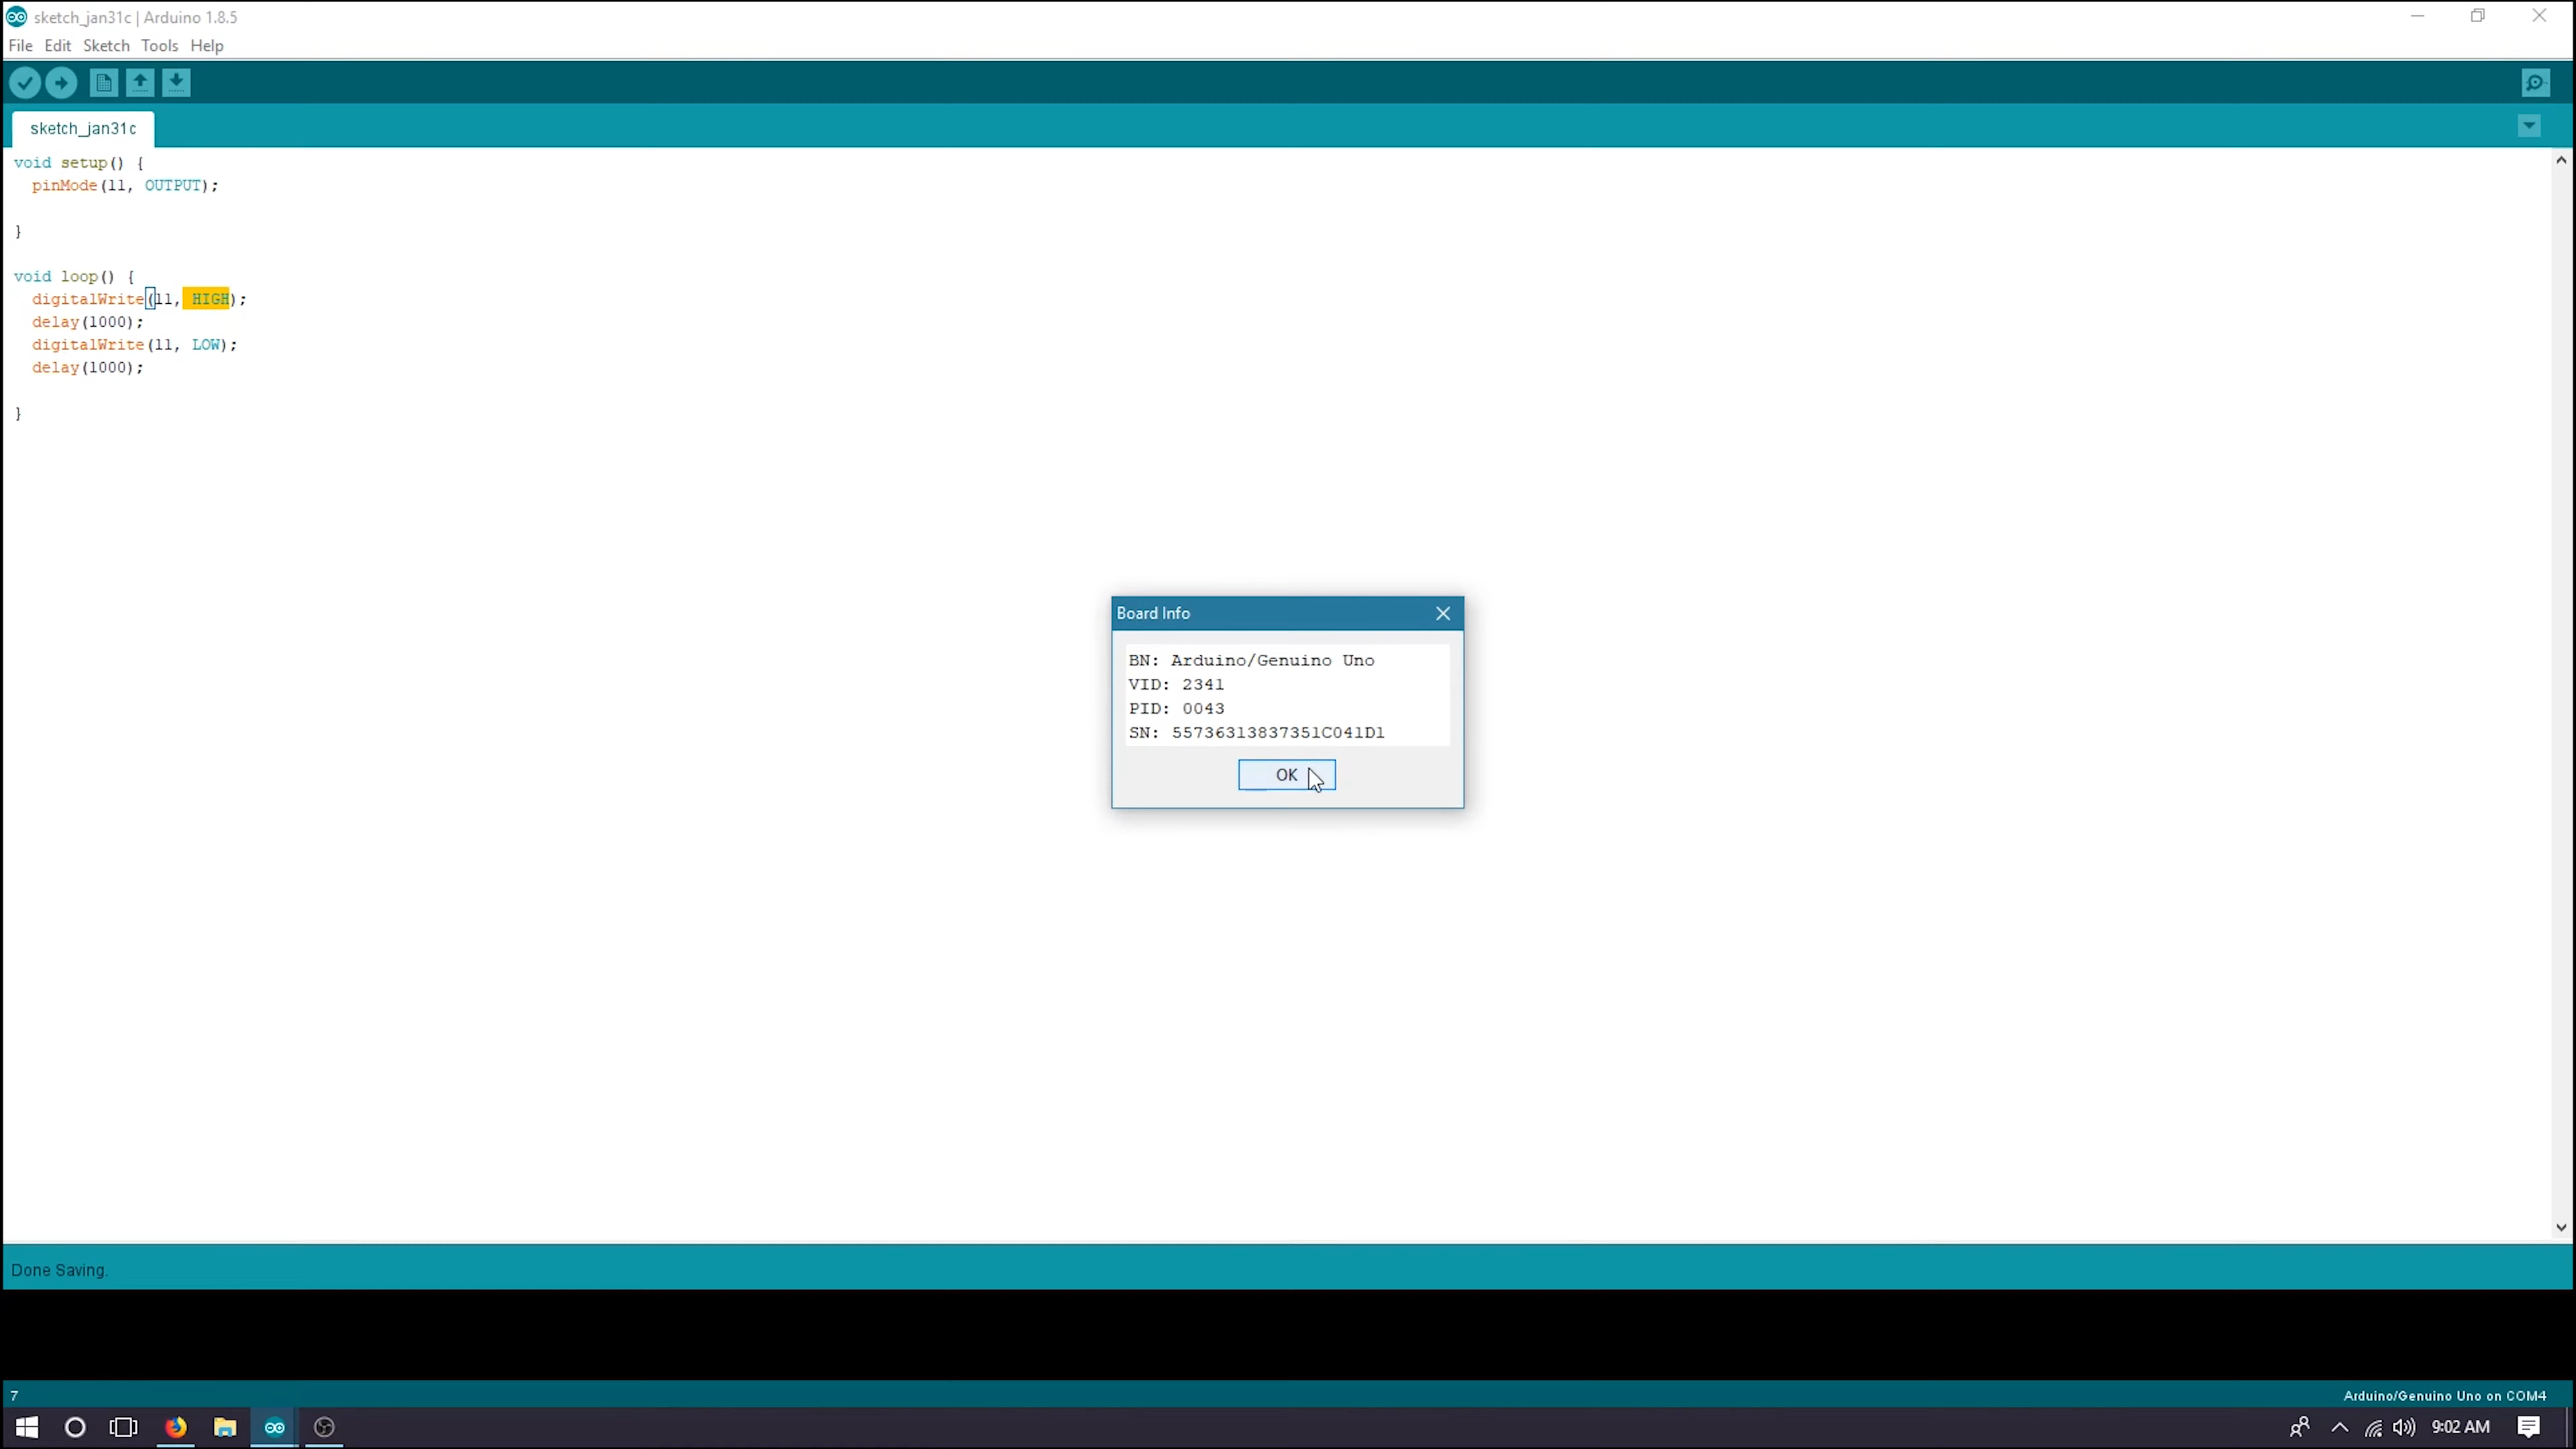 sketch_jan31c | Arduino 1.8.5
File Edit Sketch Tools Help
sketch_jan31c
void setup() {
  pinMode(11, OUTPUT);
}
void loop() {
  digitalWrite(11, HIGH);
  delay(1000);
  digitalWrite(11, LOW);
  delay(1000);
}
Board Info
BN: Arduino/Genuino Uno
VID: 2341
PID: 0043
SN: 55736313837351C041D1
OK
Done Saving.
7
Arduino/Genuino Uno on COM4
9:02 AM